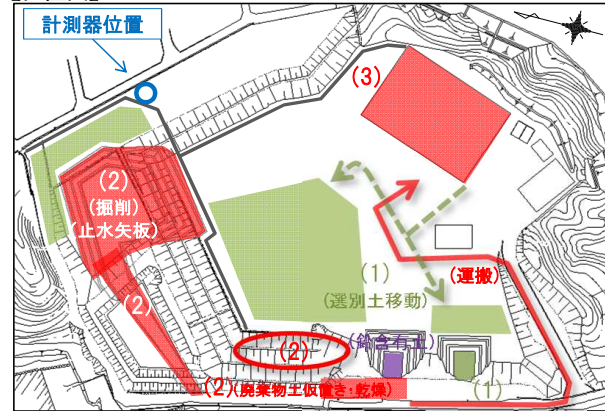 計測器位置
(3)
(2)
(掘削)
(止水矢板)
(1)
(選別土移動)
(運搬)
(2)
(2)
(鉛含有土)
(2)(廃棄物土仮置き・乾燥)
(1)